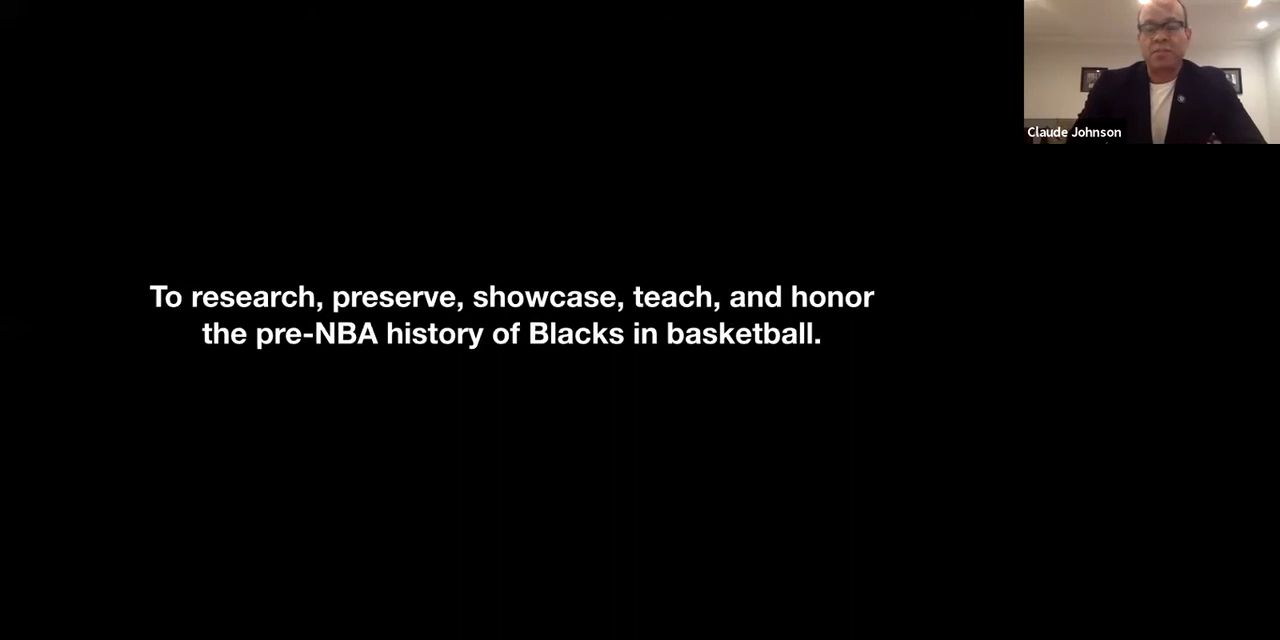 Claude Johnson
To research, preserve, showcase, teach, and honor
the pre-NBA history of Blacks in basketball.